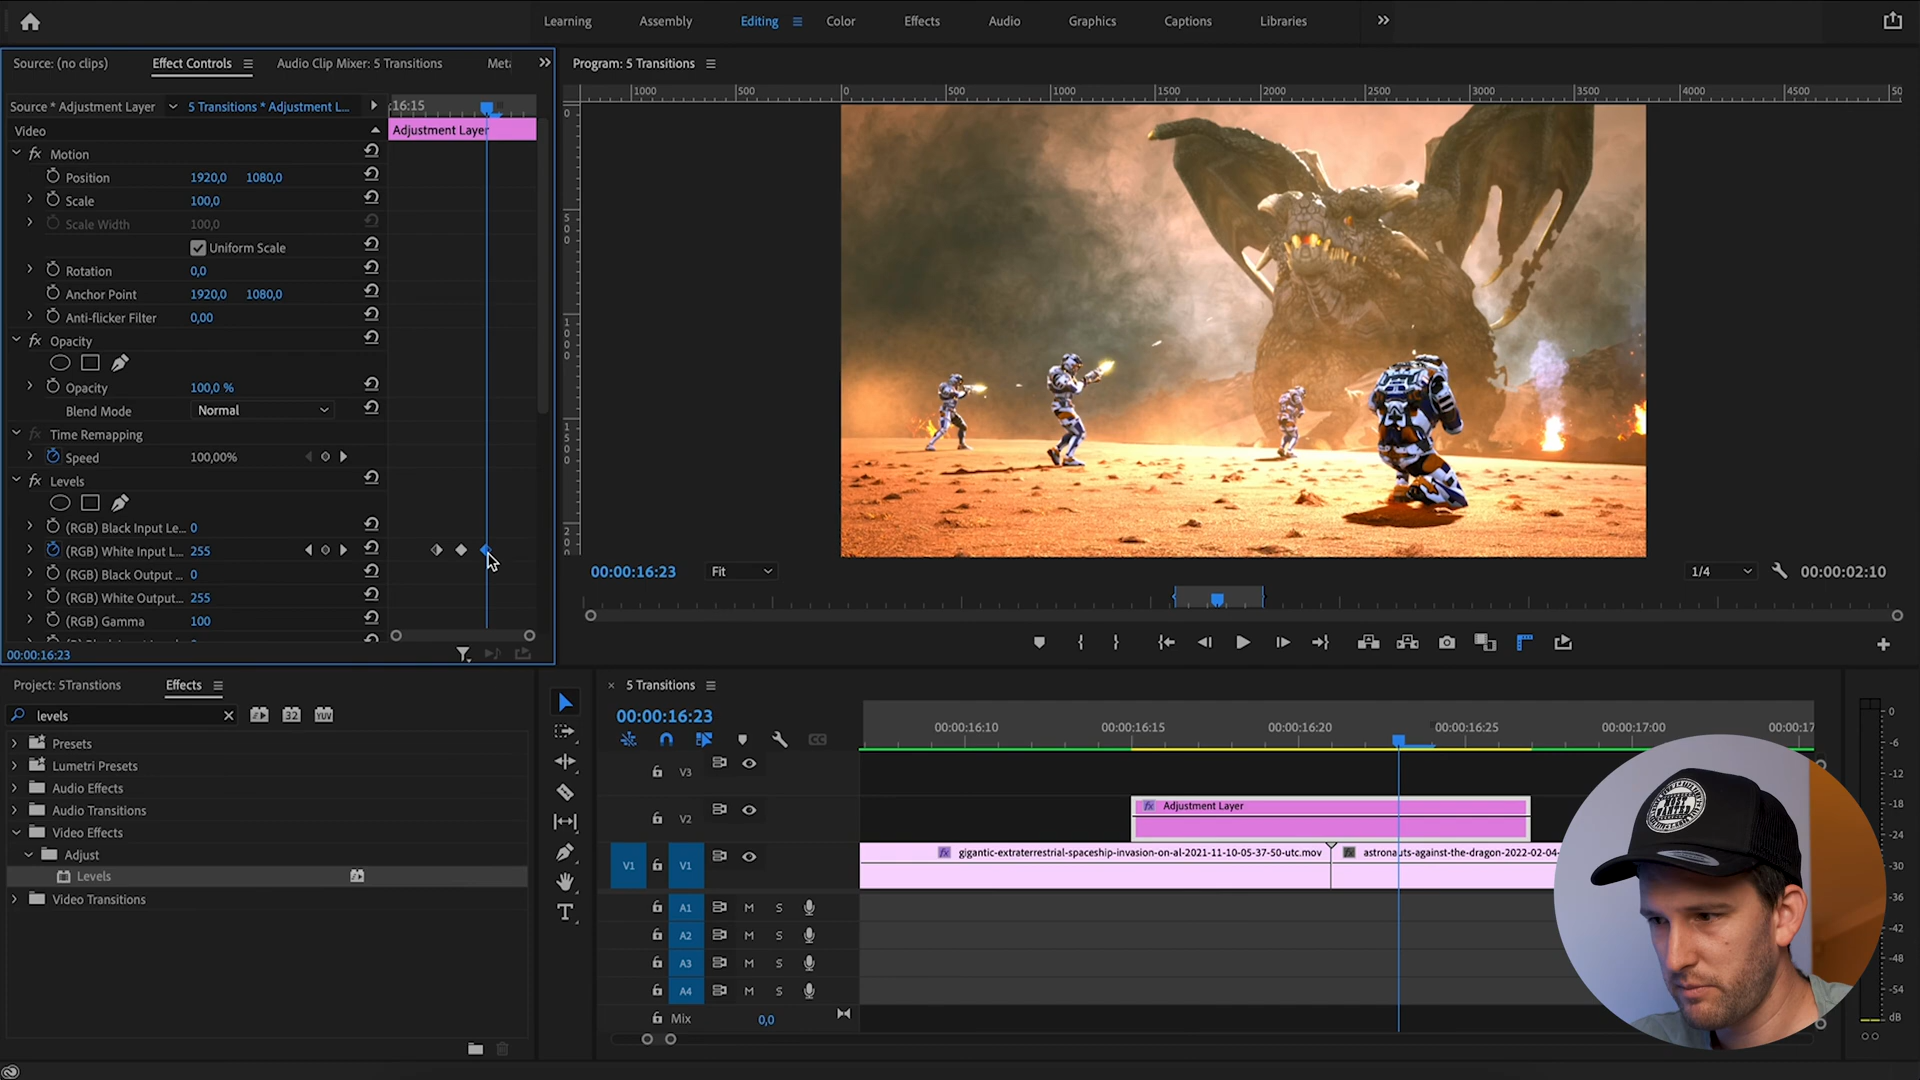 Learning
Assembly
Editing
Color
Effects
Audio
Graphics
Captions
Libraries
Source: (no clips)
Effect Controls
Audio Clip Mixer: 5 Transitions
Program: 5 Transitions
1000 500 0 500 1000 1500 2000 2500 3000 3500 4000 4500
Source * Adjustment Layer
5 Transitions * Adjustment L...
:16:15
Video
Adjustment Layer
fx Motion
Position 1920,0 1080,0
Scale 100,0
Scale Width 100,0
Uniform Scale
Rotation 0,0
Anchor Point 1920,0 1080,0
Anti-flicker Filter 0,00
fx Opacity
Opacity 100,0 %
Blend Mode Normal
fx Time Remapping
Speed 100,00%
fx Levels
(RGB) Black Input Le... 0
(RGB) White Input L... 255
(RGB) Black Output ... 0
(RGB) White Output... 255
(RGB) Gamma 100
00:00:16:23
00:00:16:23
Fit
1/4
00:00:02:10
Project: 5Transtions
Effects
levels
32
YUV
Presets
Lumetri Presets
Audio Effects
Audio Transitions
Video Effects
Adjust
Levels
Video Transitions
5 Transitions
00:00:16:23
00:00:16:10
00:00:16:15
00:00:16:20
00:00:16:25
00:00:17:00
00:00:17
V3
V2
fx Adjustment Layer
V1 V1
fx gigantic-extraterrestrial-spaceship-invasion-on-al-2021-11-10-05-37-50-utc.mov
fx astronauts-against-the-dragon-2022-02-04-
A1 M S
A2 M S
A3 M S
A4 M S
Mix 0,0
0
-6
-12
-18
-24
-30
-36
-42
-48
-54
dB